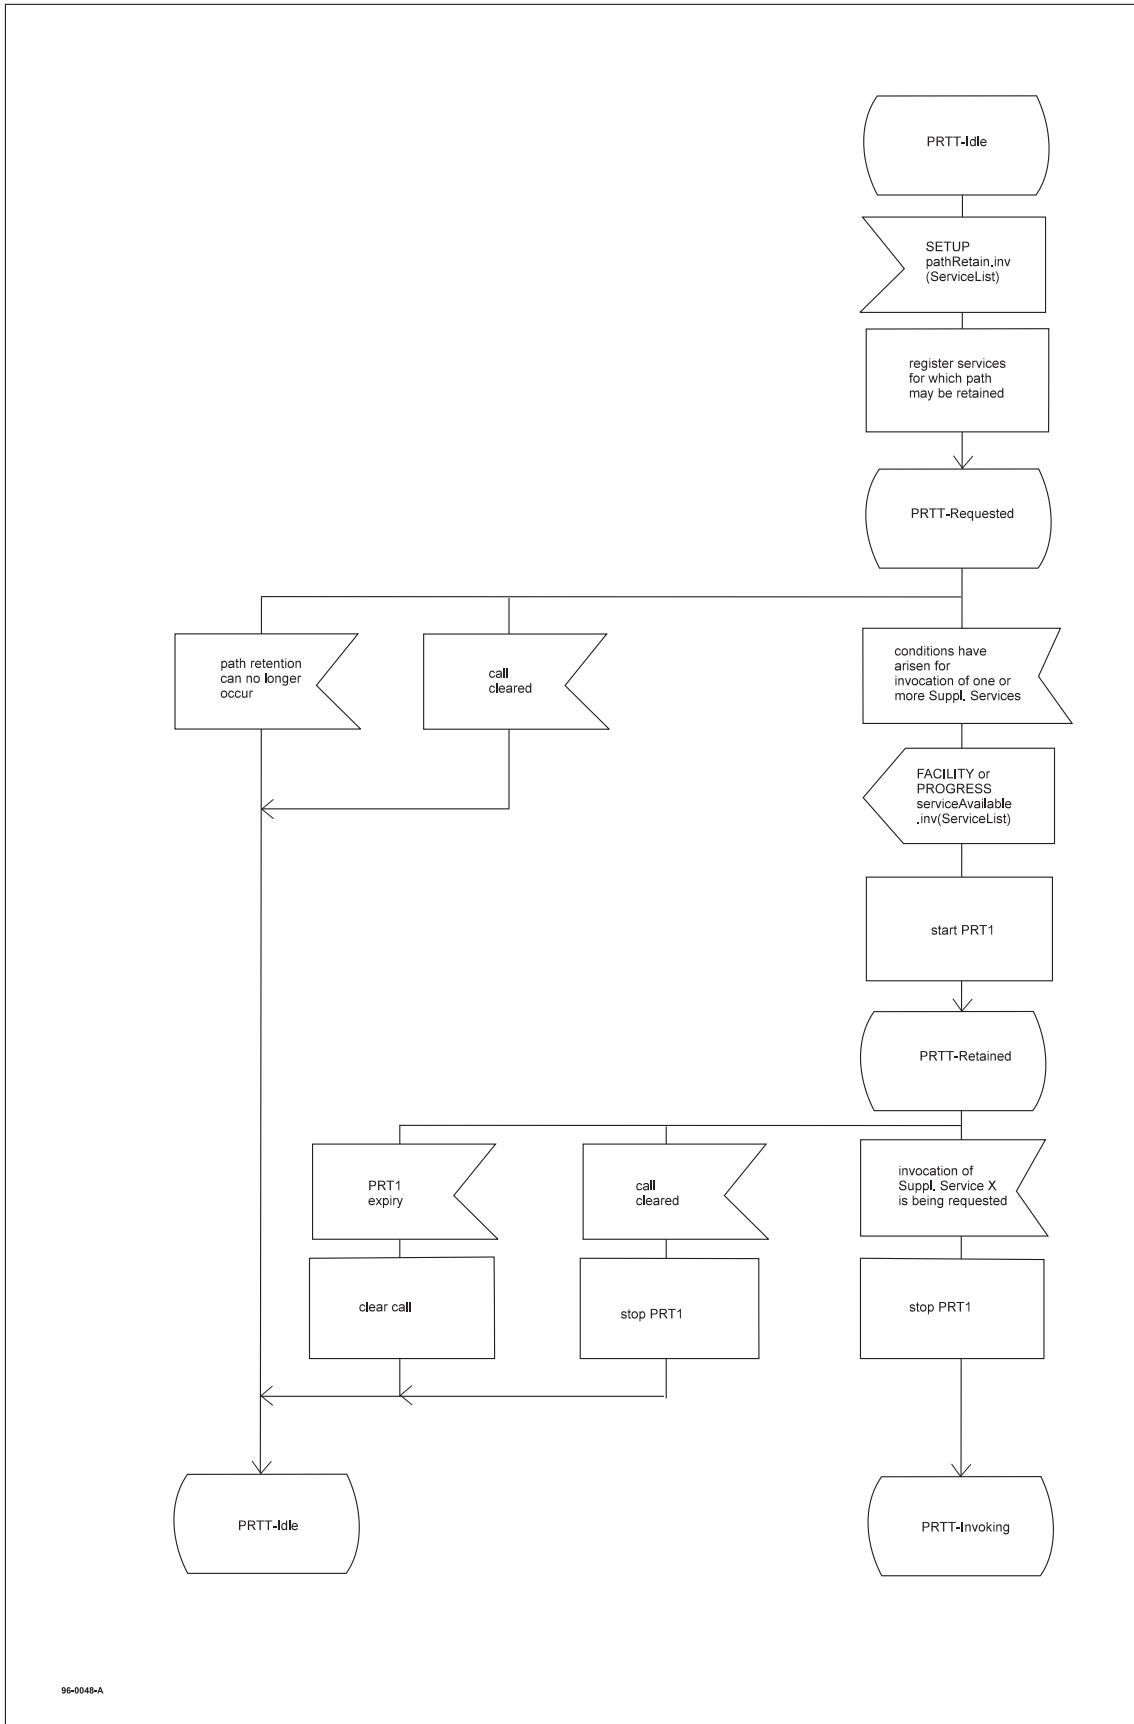 PRTT-Idle
SETUP
pathRetain.inv
(ServiceList)
register services
for which path
may be retained
PRTT-Requested
path retention
can no longer
occur
call
cleared
conditions have
arisen for
invocation of one or
more Suppl. Services
FACILITY or
PROGRESS
serviceAvailable
.inv(ServiceList)
start PRT1
PRTT-Retained
PRT1
expiry
call
cleared
invocation of
Suppl. Service X
is being requested
clear call
stop PRT1
stop PRT1
PRTT-Idle
PRTT-Invoking
96-0048-A